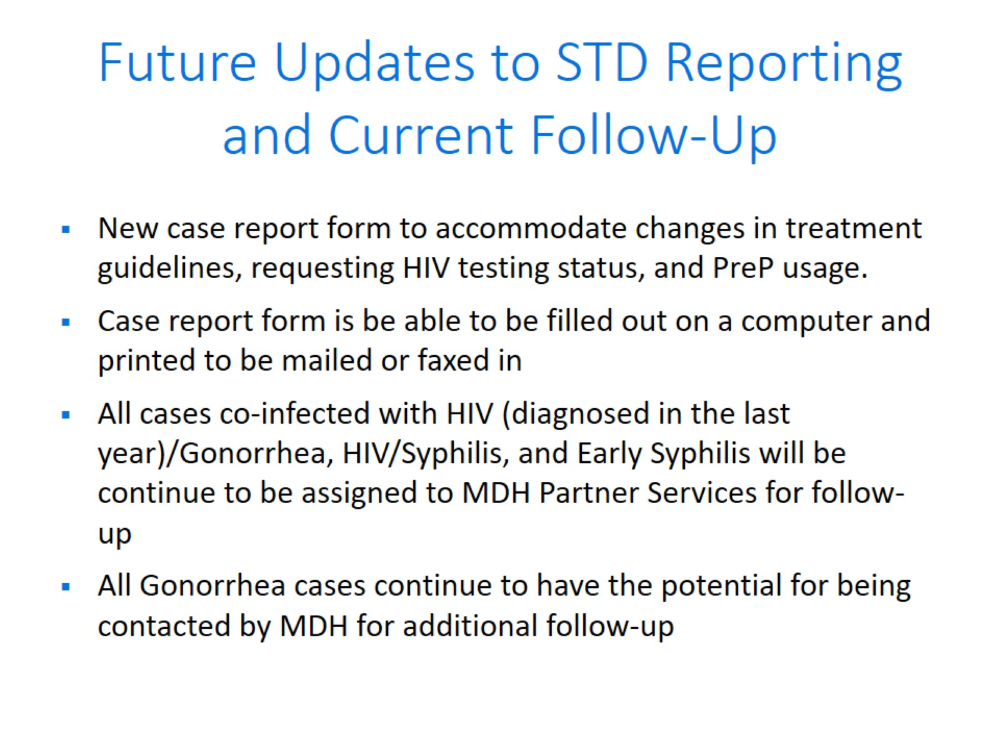 Future Updates to STD Reporting
and Current Follow-Up
▪ New case report form to accommodate changes in treatment
guidelines, requesting HIV testing status, and PreP usage.
▪ Case report form is be able to be filled out on a computer and
printed to be mailed or faxed in
▪ All cases co-infected with HIV (diagnosed in the last
year)/Gonorrhea, HIV/Syphilis, and Early Syphilis will be
continue to be assigned to MDH Partner Services for follow-
up
▪ All Gonorrhea cases continue to have the potential for being
contacted by MDH for additional follow-up